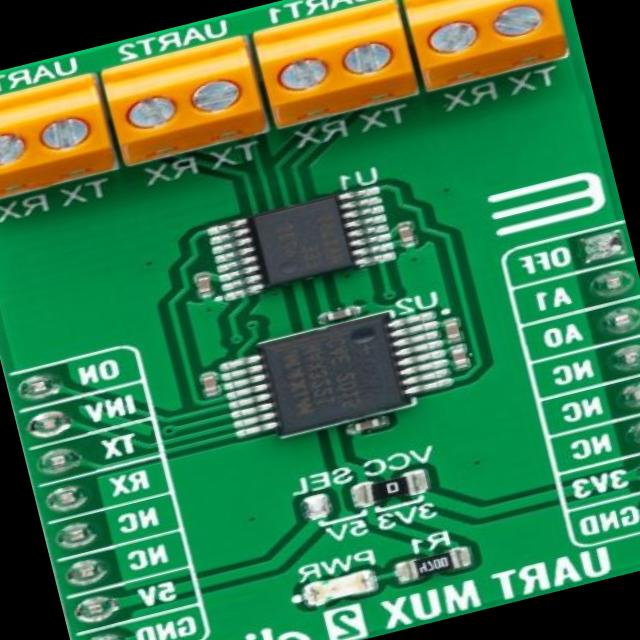 UART1
UART2
UART
TX RX
TX RX
TX RX
TX RX
U1
U2
OFF
A1
A0
NC
NC
NC
3V3
GND
ON
INV
TX
RX
NC
NC
5V
GND
VCC SEL
3V3 5V
R1
PWR
UART MUX 2